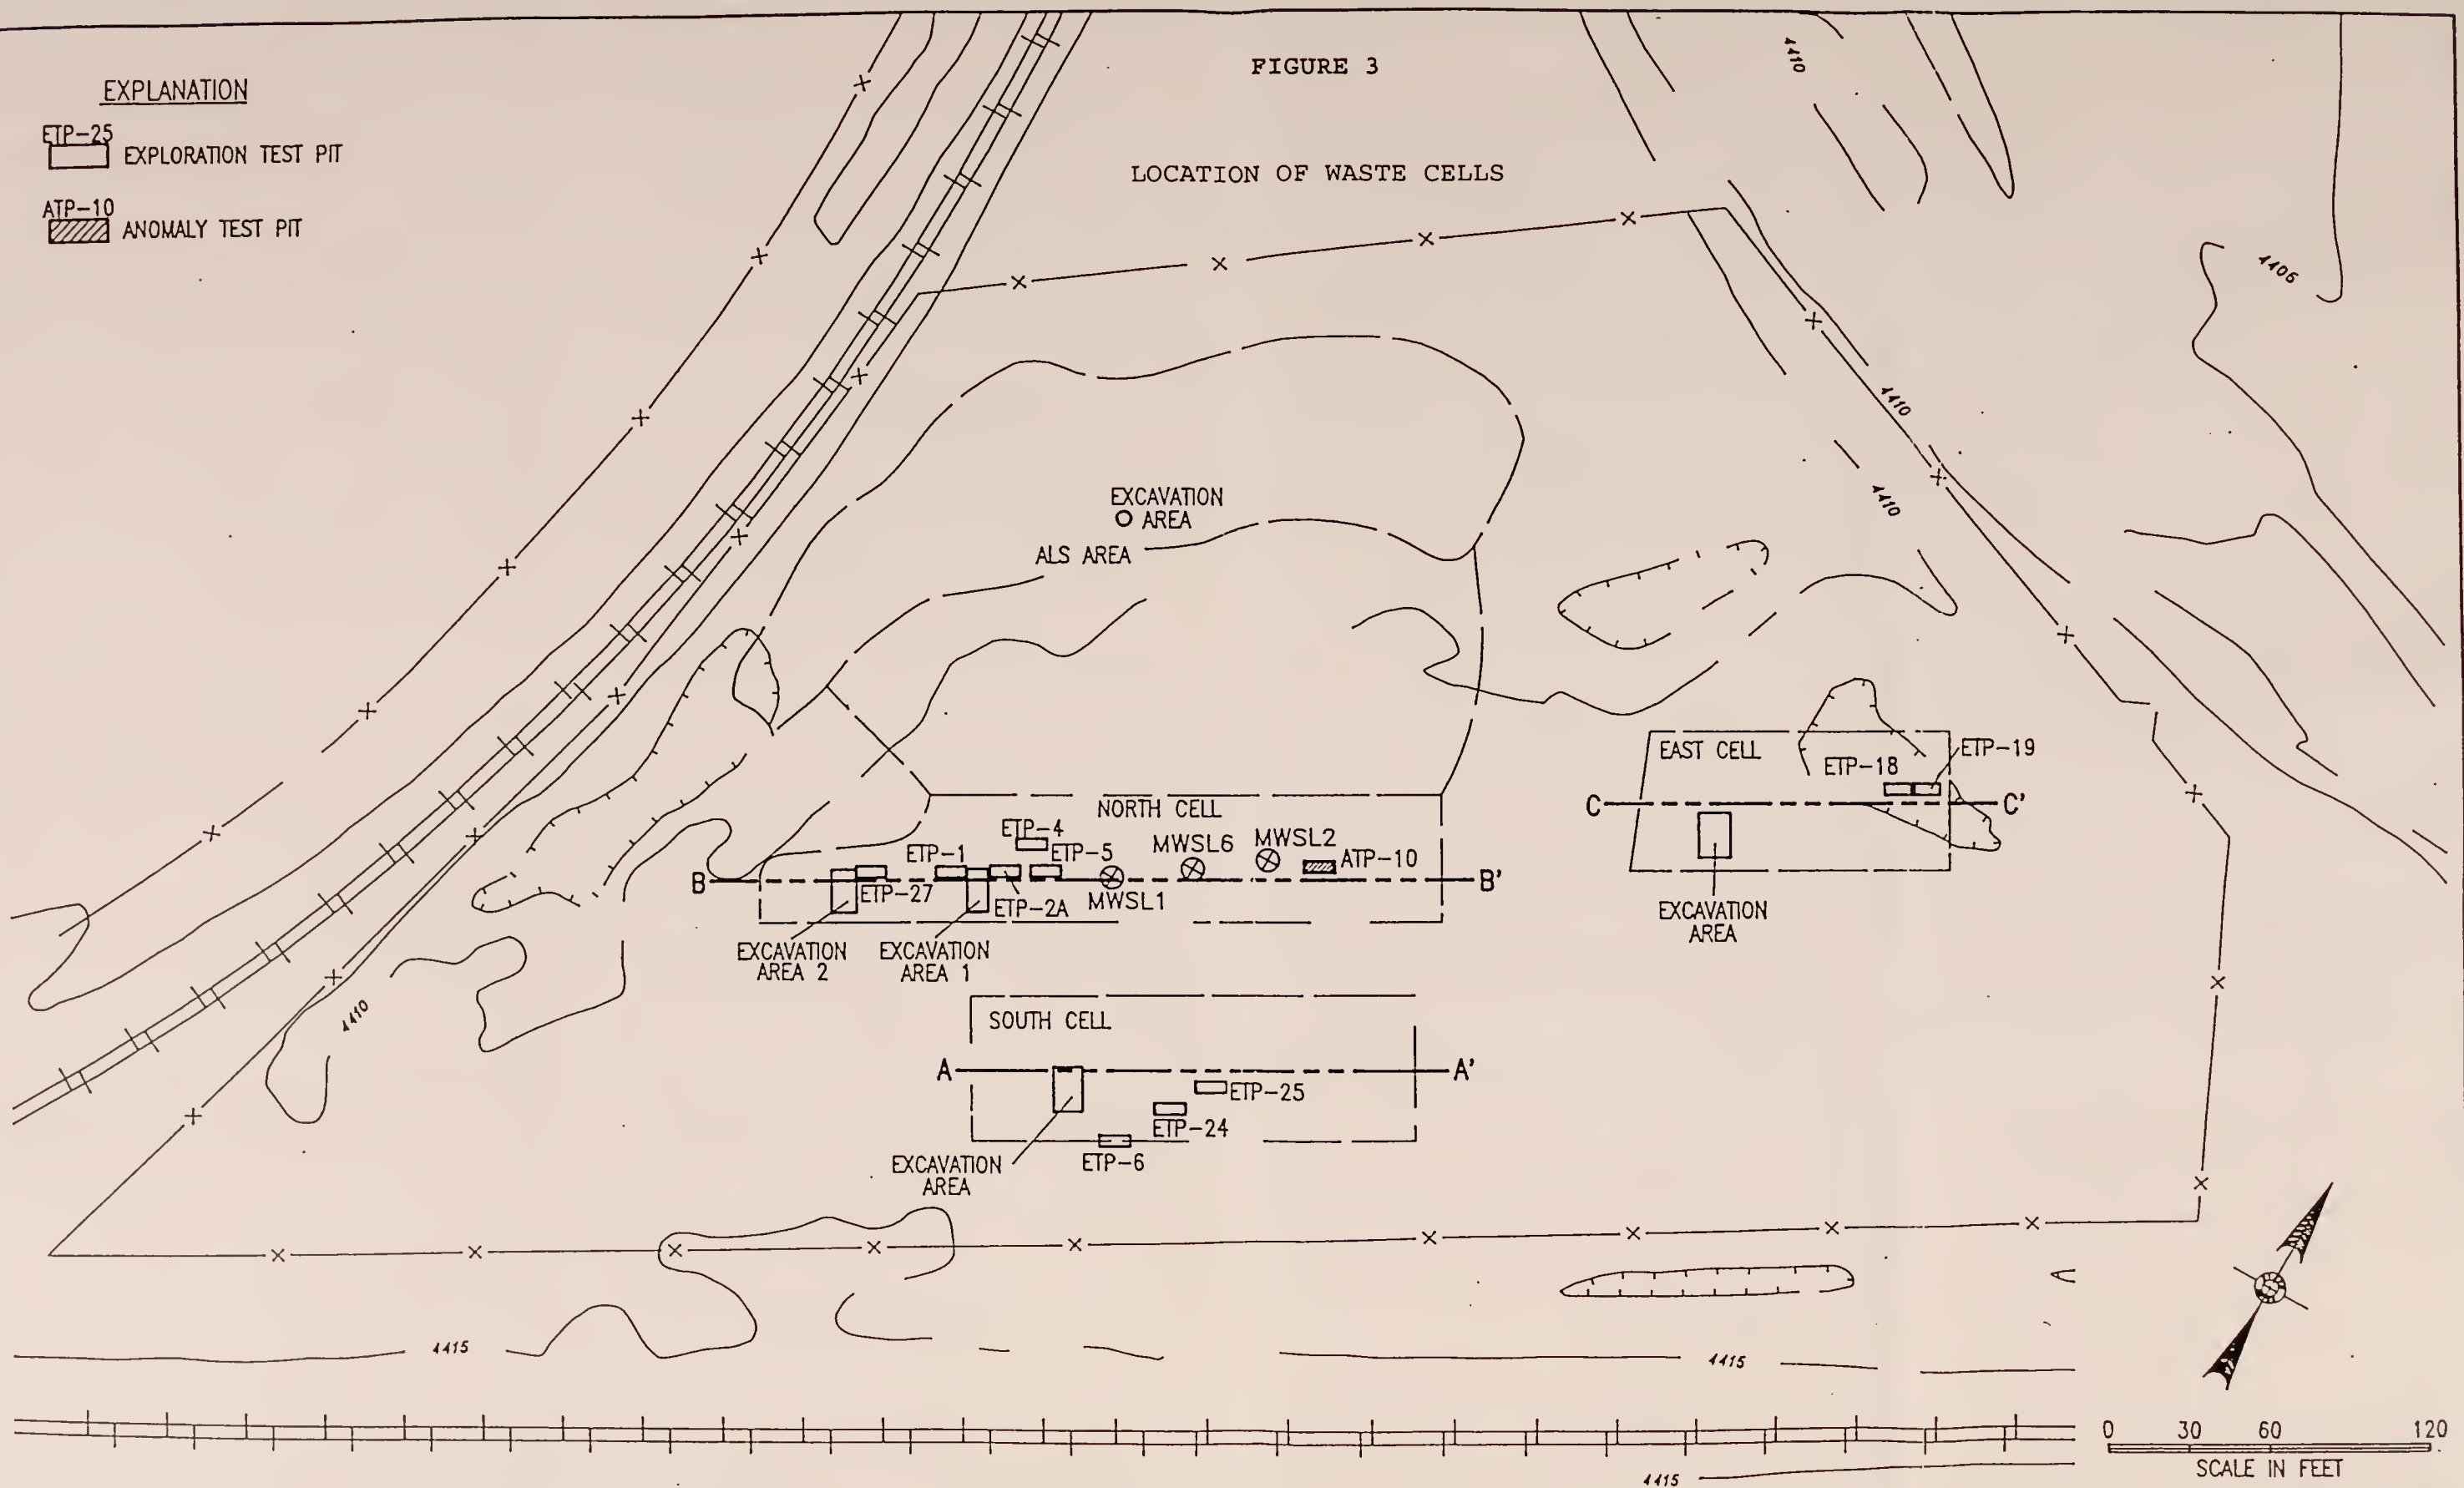 FIGURE 3
LOCATION OF WASTE CELLS
EXPLANATION
ETP-25
EXPLORATION TEST PIT
ATP-10
ANOMALY TEST PIT
4410
4406
4410
4410
EXCAVATION
AREA
ALS AREA
EAST CELL
ETP-19
ETP-18
C
C'
EXCAVATION
AREA
NORTH CELL
ETP-4
ETP-1
ETP-5
MWSL6
MWSL2
ATP-10
B
B'
ETP-27
ETP-2A
MWSL1
EXCAVATION
AREA 2
EXCAVATION
AREA 1
4410
SOUTH CELL
A
A'
ETP-25
ETP-24
ETP-6
EXCAVATION
AREA
4415
4415
4415
0 30 60 120
SCALE IN FEET